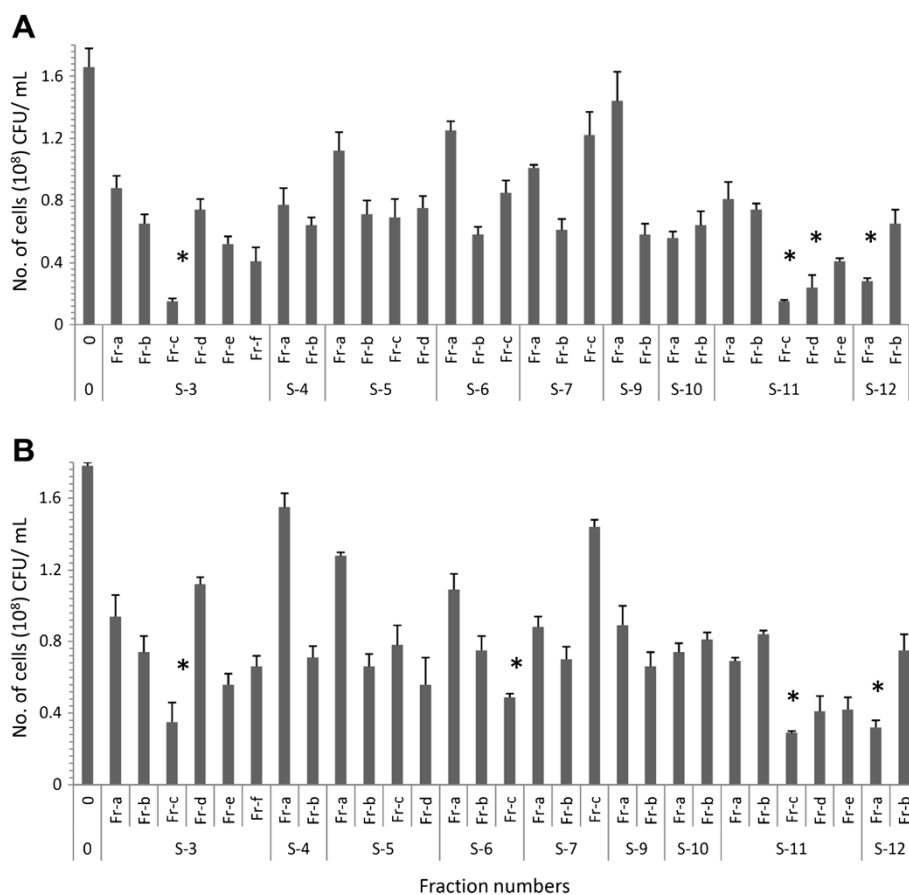 A
No. of cells (10⁸) CFU/ mL
1.6
1.2
0.8
0.4
0
0 Fr-a Fr-b Fr-c Fr-d Fr-e Fr-f Fr-a Fr-b Fr-a Fr-b Fr-c Fr-d Fr-a Fr-b Fr-c Fr-a Fr-b Fr-c Fr-a Fr-b Fr-a Fr-b Fr-a Fr-b Fr-c Fr-d Fr-e Fr-a Fr-b
0 S-3 S-4 S-5 S-6 S-7 S-9 S-10 S-11 S-12
* * * *
B
No. of cells (10⁸) CFU/ mL
1.6
1.2
0.8
0.4
0
0 Fr-a Fr-b Fr-c Fr-d Fr-e Fr-f Fr-a Fr-b Fr-a Fr-b Fr-c Fr-d Fr-a Fr-b Fr-c Fr-a Fr-b Fr-c Fr-a Fr-b Fr-a Fr-b Fr-a Fr-b Fr-c Fr-d Fr-e Fr-a Fr-b
0 S-3 S-4 S-5 S-6 S-7 S-9 S-10 S-11 S-12
* * * *
Fraction numbers